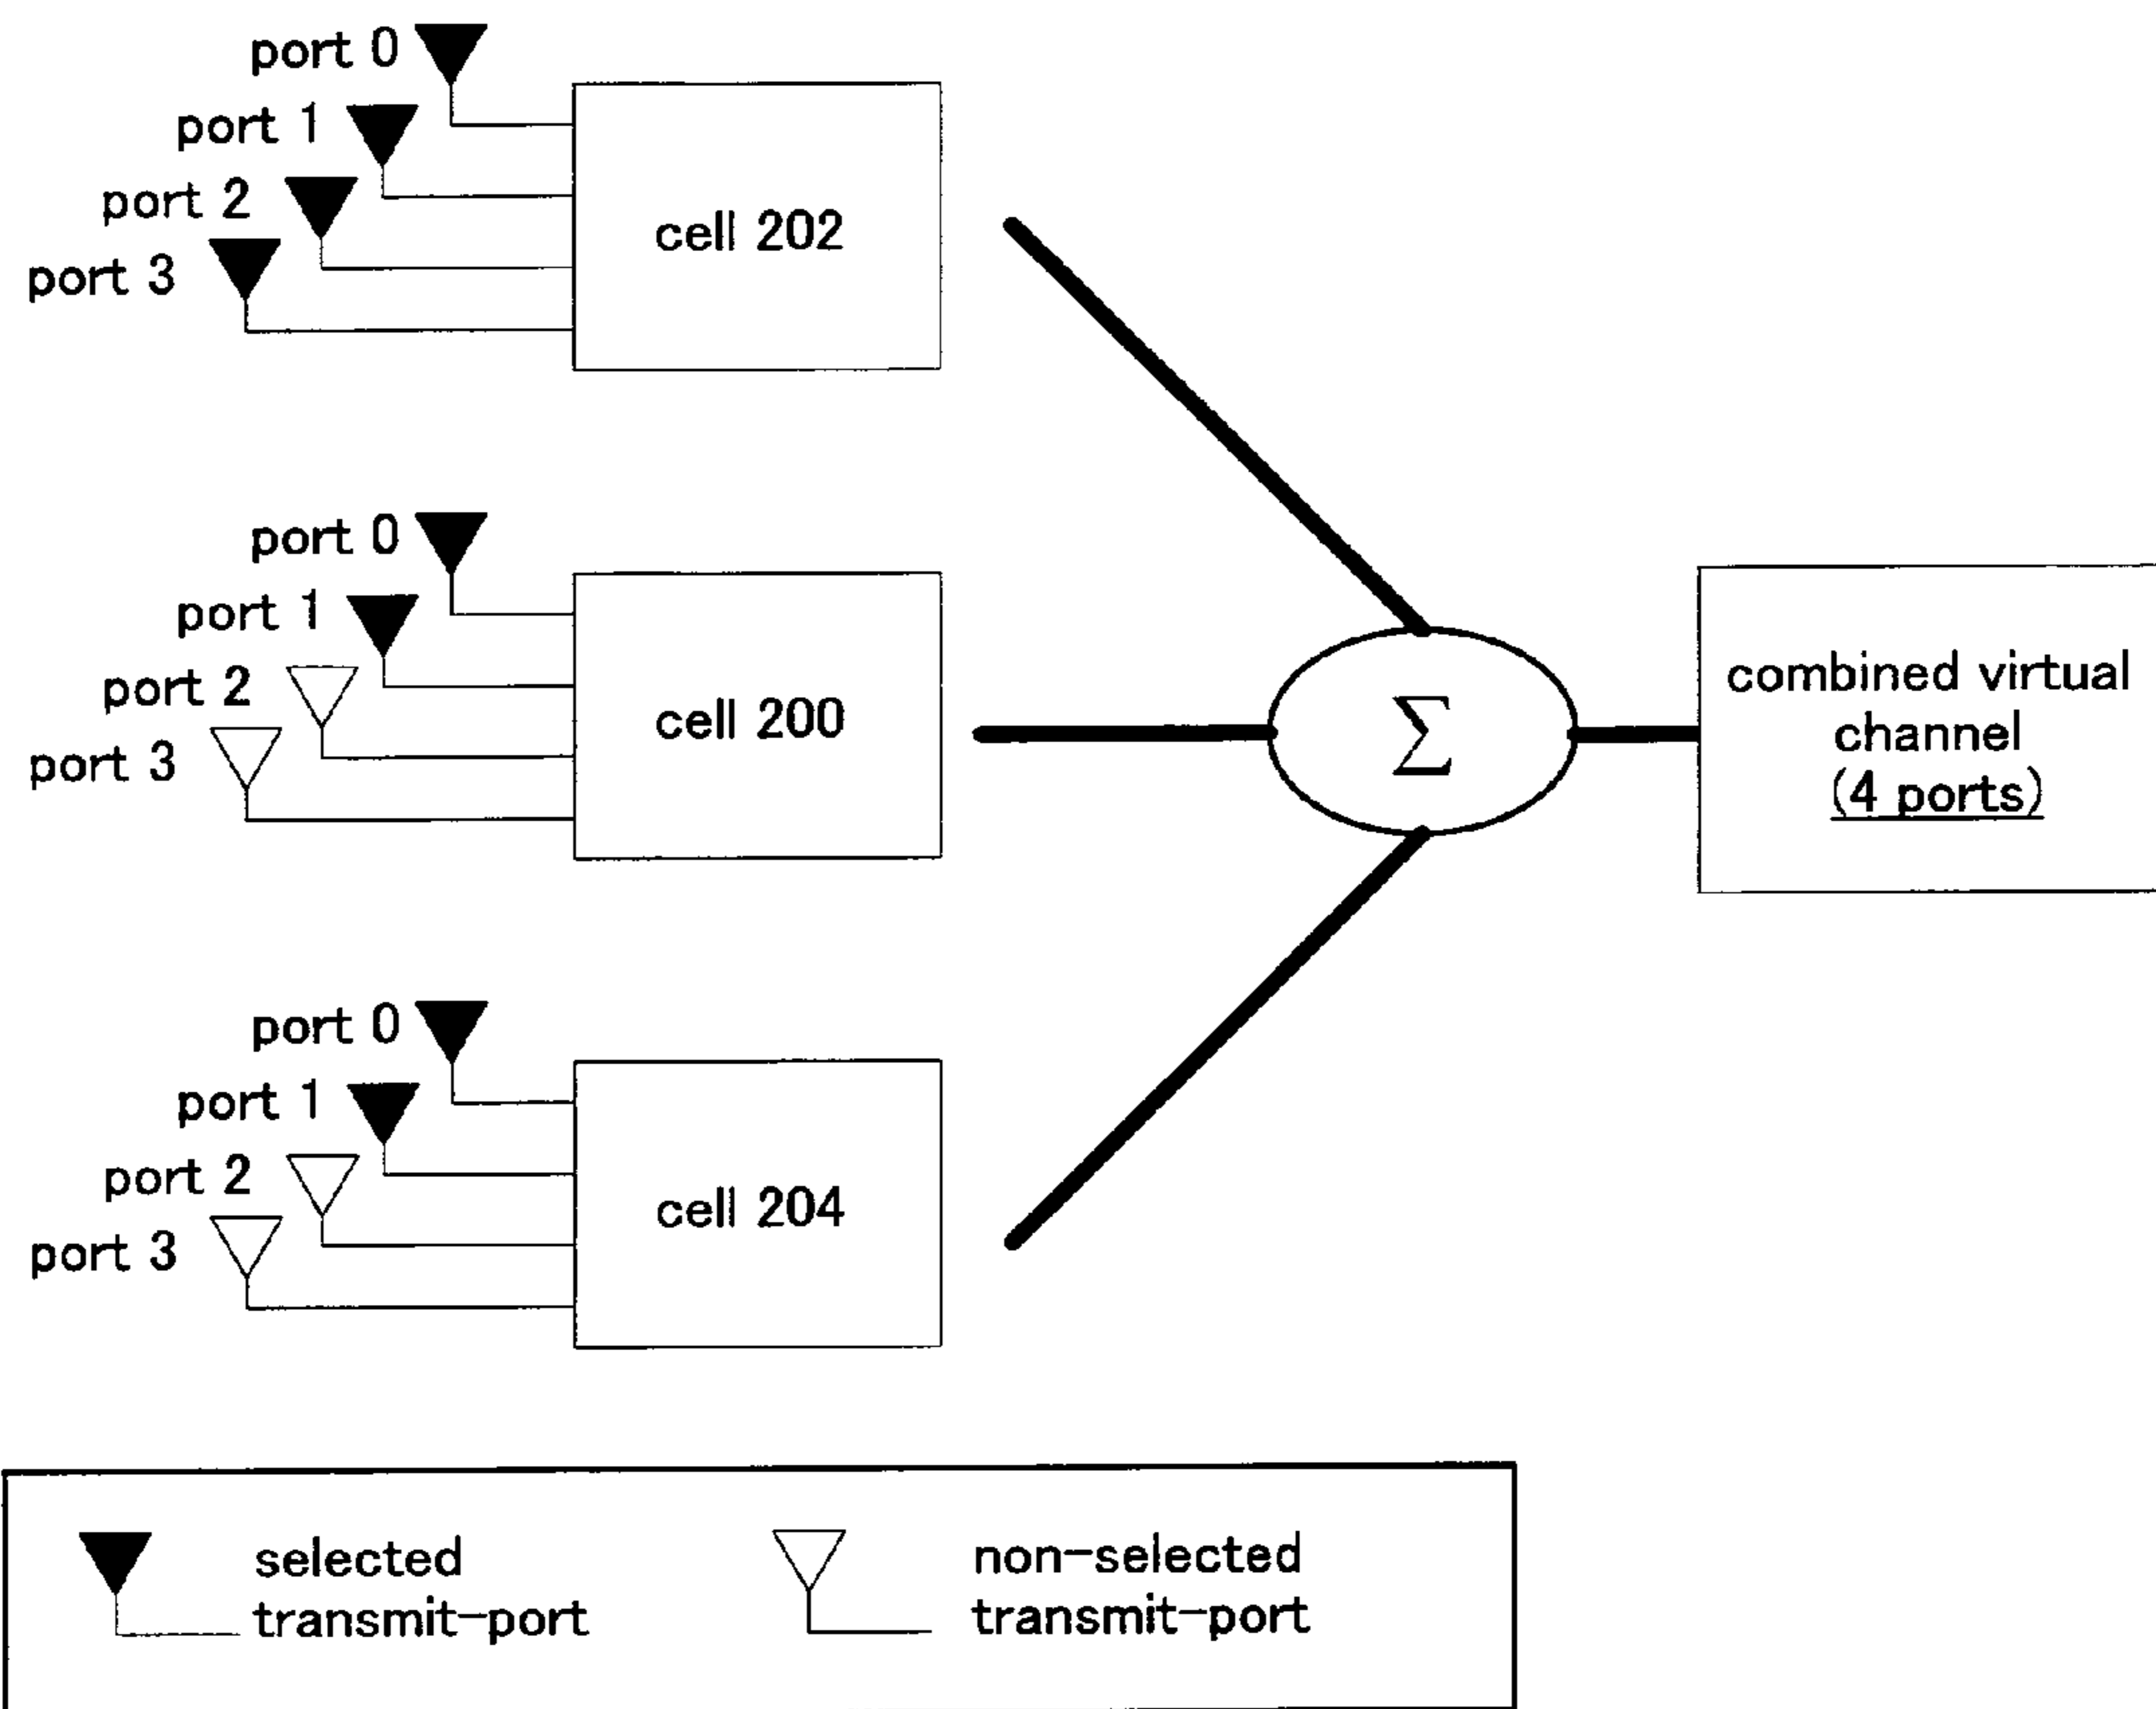 port 0
port 1
port 2
port 3
cell 202
port 0
port 1
port 2
port 3
cell 200
Σ
combined virtual
channel
(4 ports)
port 0
port 1
port 2
port 3
cell 204
selected
transmit-port
non-selected
transmit-port